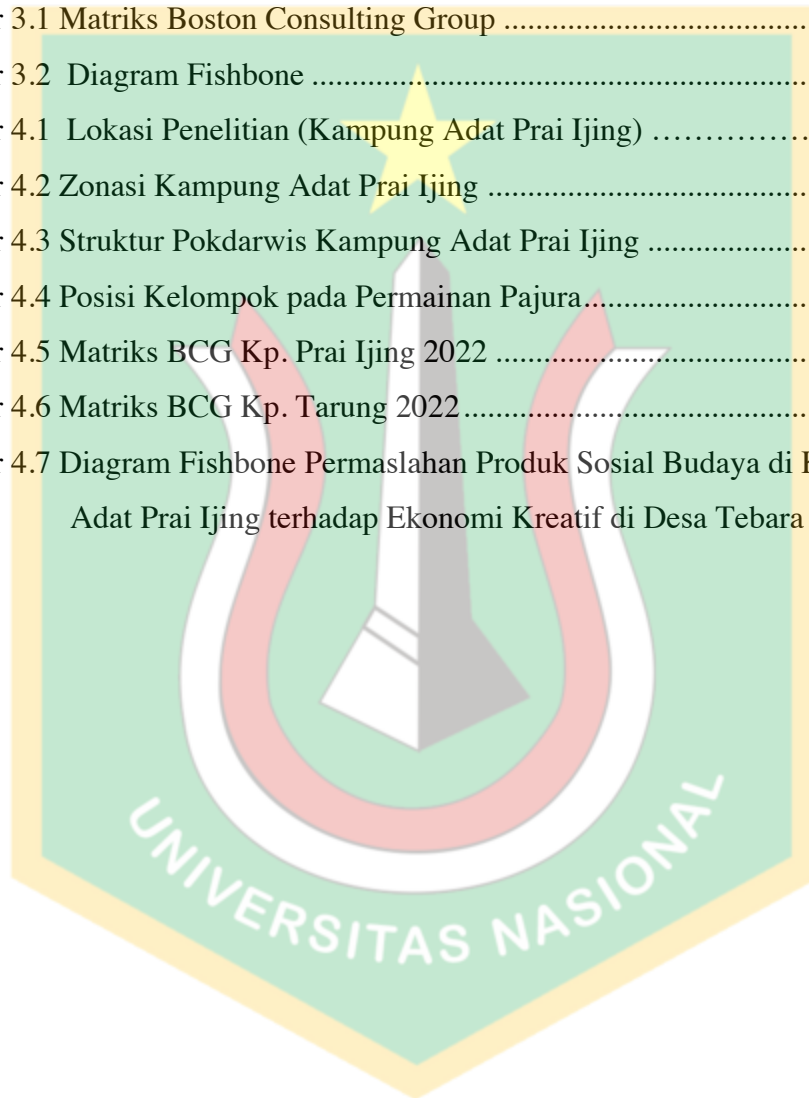 r 3.1 Matriks Boston Consulting Group ................................
r 3.2  Diagram Fishbone .....................................................
r 4.1  Lokasi Penelitian (Kampung Adat Prai Ijing) ……………
r 4.2 Zonasi Kampung Adat Prai Ijing ..................................
r 4.3 Struktur Pokdarwis Kampung Adat Prai Ijing .................
r 4.4 Posisi Kelompok pada Permainan Pajura.........................
r 4.5 Matriks BCG Kp. Prai Ijing 2022 .................................
r 4.6 Matriks BCG Kp. Tarung 2022.....................................
r 4.7 Diagram Fishbone Permaslahan Produk Sosial Budaya di
Adat Prai Ijing terhadap Ekonomi Kreatif di Desa Tebara
UNIVERSITAS NASIONAL